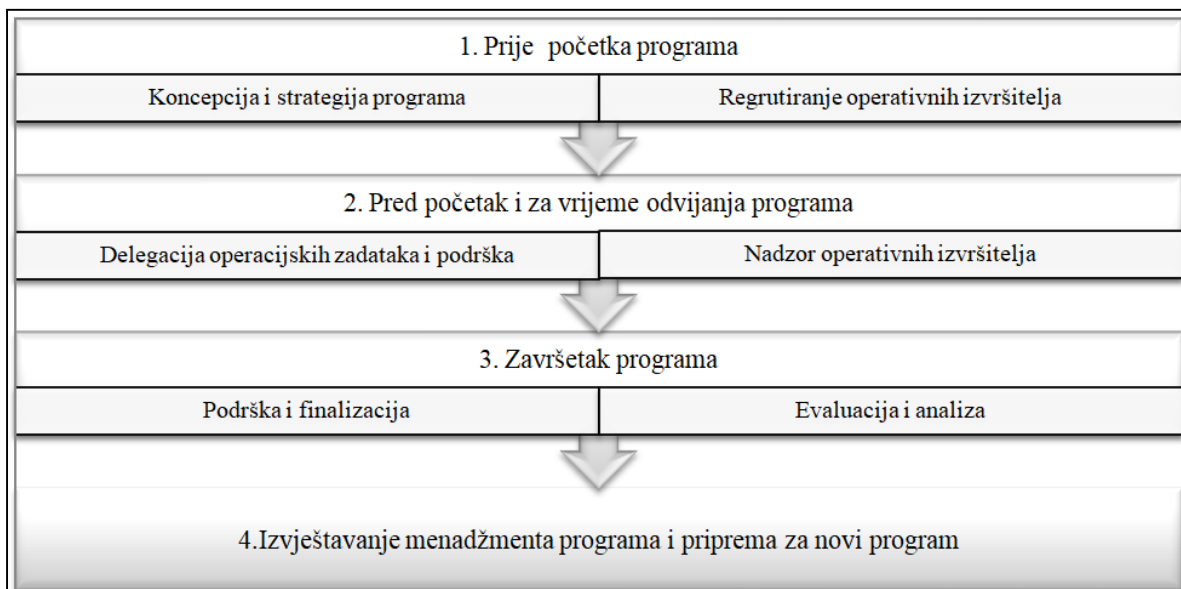 1. Prije početka programa
Koncepcija i strategija programa
Regrutiranje operativnih izvršitelja
2. Pred početak i za vrijeme odvijanja programa
Delegacija operacijskih zadataka i podrška
Nadzor operativnih izvršitelja
3. Završetak programa
Podrška i finalizacija
Evaluacija i analiza
4.Izvještavanje menadžmenta programa i priprema za novi program